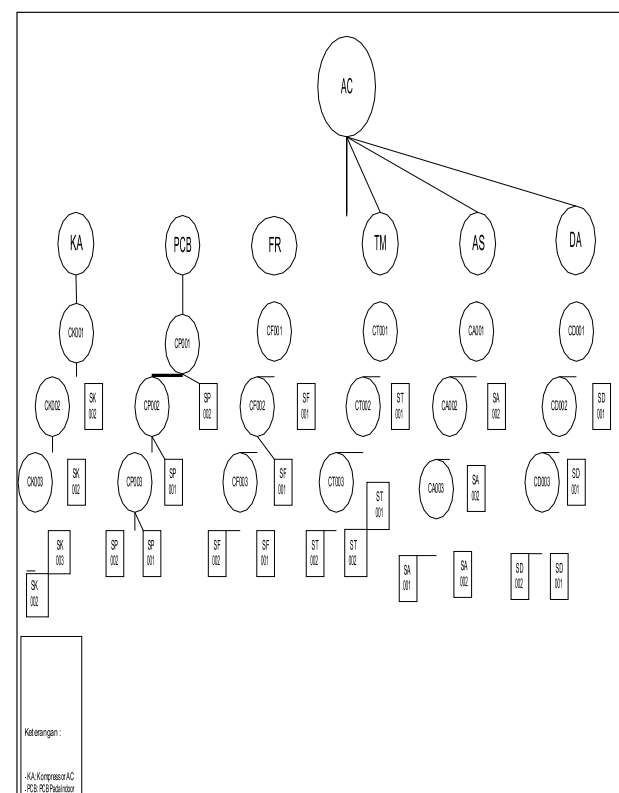 AC
KA
PCB
FR
TM
AS
DA
CK001
CP001
CF001
CT001
CA001
CD001
CK002
SK
002
CP002
SP
002
CF002
SF
001
CT002
ST
001
CA002
SA
002
CD002
SD
001
CK003
SK
002
CP003
SP
001
CF003
SF
001
CT003
ST
001
CA003
SA
002
CD003
SD
001
SK
003
SK
002
SP
002
SP
001
SF
002
SF
001
ST
002
ST
002
SA
001
SA
002
SD
002
SD
001
Keterangan :
- KA: Kompressor AC
- PCB: PCB Pada Indoor